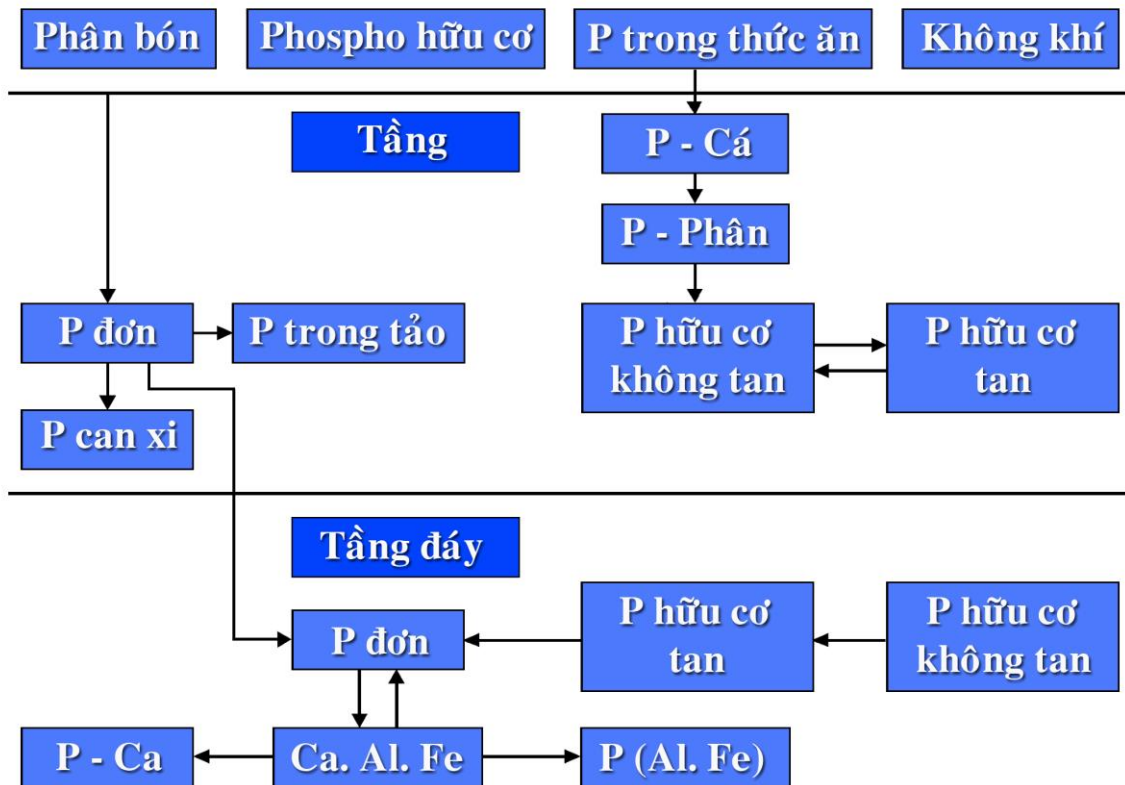 Phân bón
Phospho hữu cơ
P trong thức ăn
Không khí
Tầng
P - Cá
P - Phân
P đơn
P trong tảo
P hữu cơ
không tan
P hữu cơ
tan
P can xi
Tầng đáy
P đơn
P hữu cơ
tan
P hữu cơ
không tan
P - Ca
Ca. Al. Fe
P (Al. Fe)